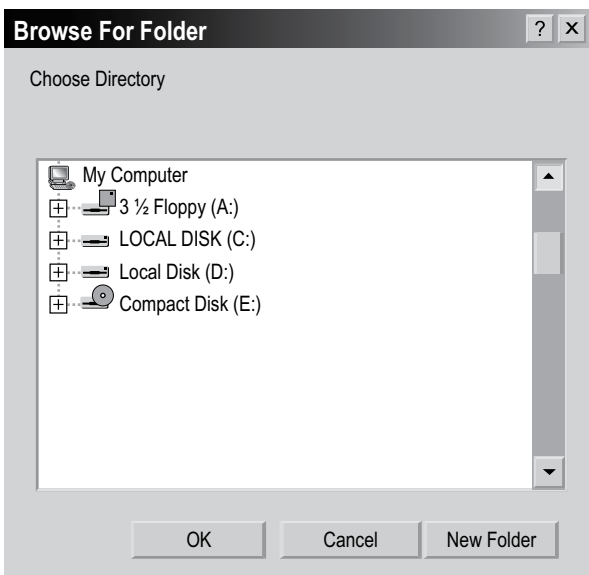 Browse For Folder ? X
Choose Directory
My Computer
3 ½ Floppy (A:)
LOCAL DISK (C:)
Local Disk (D:)
Compact Disk (E:)
OK Cancel New Folder